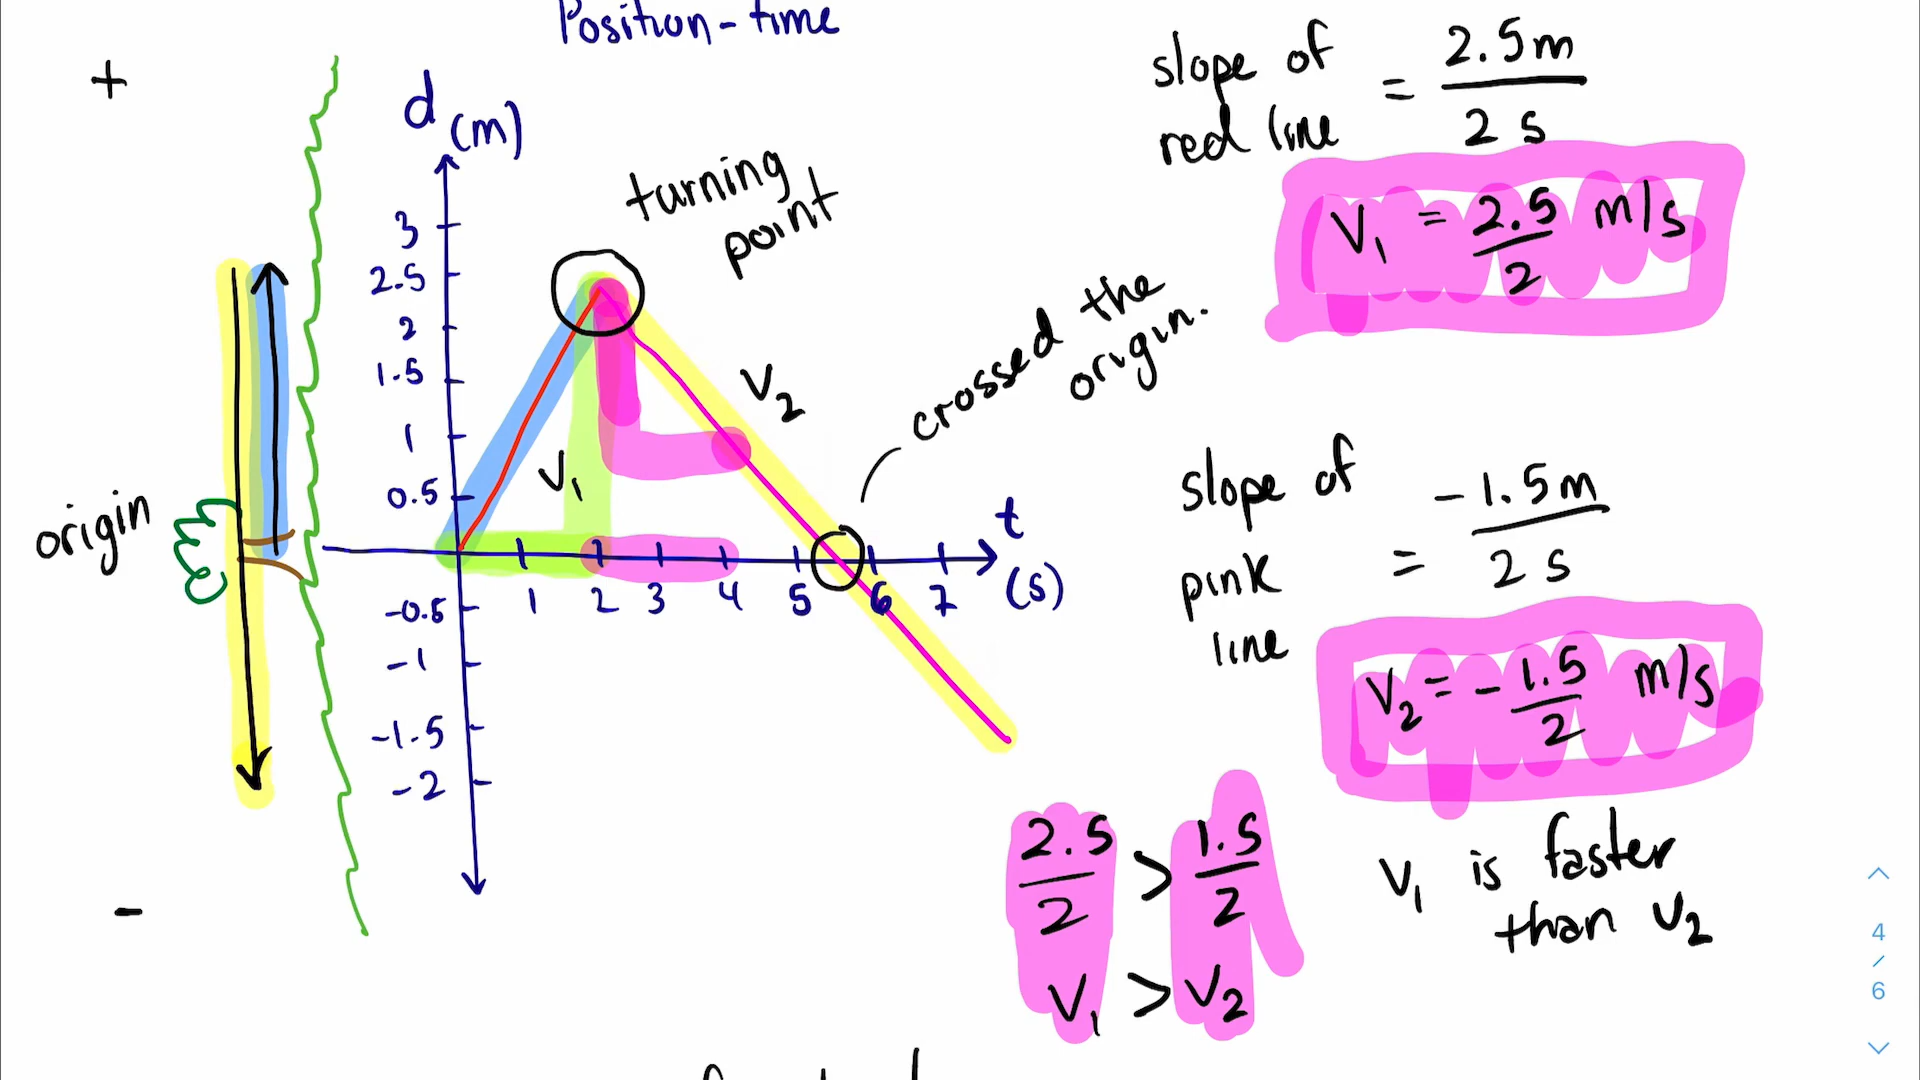 Position-time
+
d
(m)
turning
point
3
2.5
2
1.5
1
0.5
-0.5
-1
-1.5
-2
V1
V2
crossed the
origin.
origin
t
(s)
1 2 3 4 5 6 7
-
slope of
red line
= 2.5m
2 s
V1 = 2.5 m/s
2
slope of
pink
line
= -1.5m
2 s
V2 = -1.5 m/s
2
2.5 > 1.5
2 2
V1 > V2
V1 is faster
than V2
4
/
6